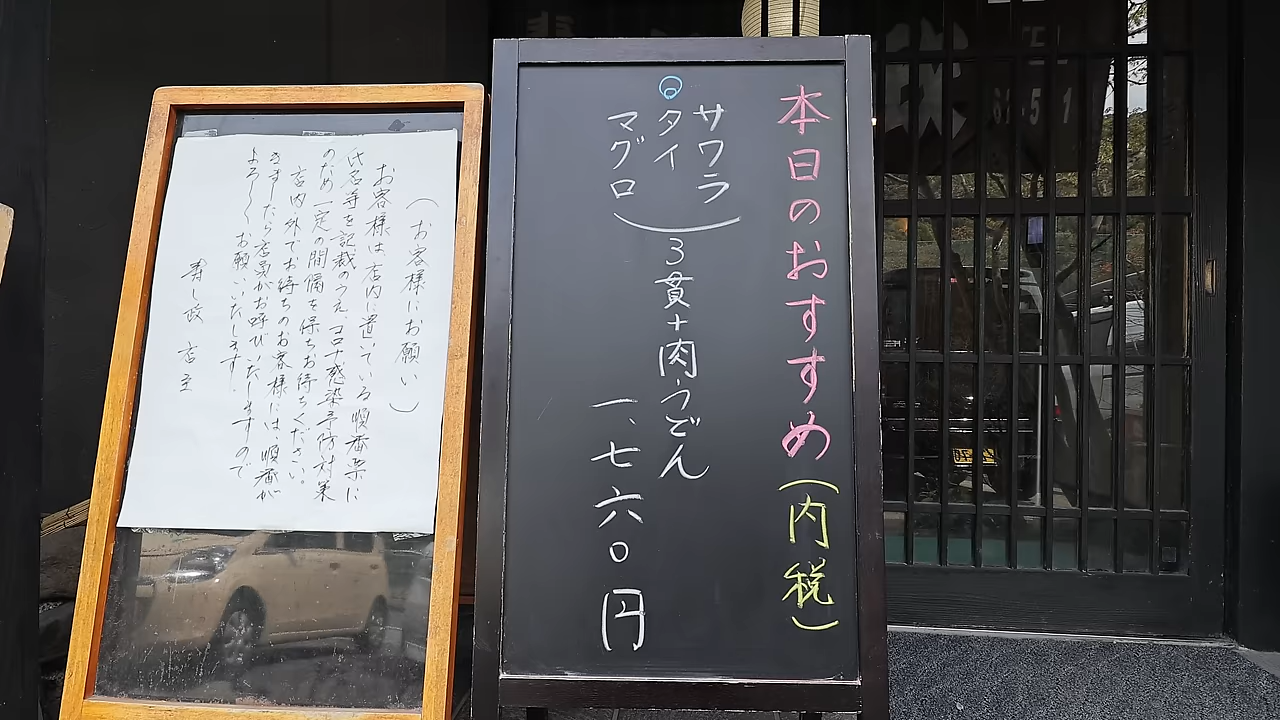 本日のおすすめ(内税)
サワラ
タイ
マグロ
3貫+肉うどん
一、七六〇円
(お客様にお願い)
お客様は店内に置いている順番票に
氏名等を記載のうえ、コロナ感染予防対策
のため一定の間隔を保ちお待ちください。
店内、外でお待ちのお客様には、順番が
きましたら店員がお呼びいたしますので
よろしくお願いいたします。
寿し政 店主